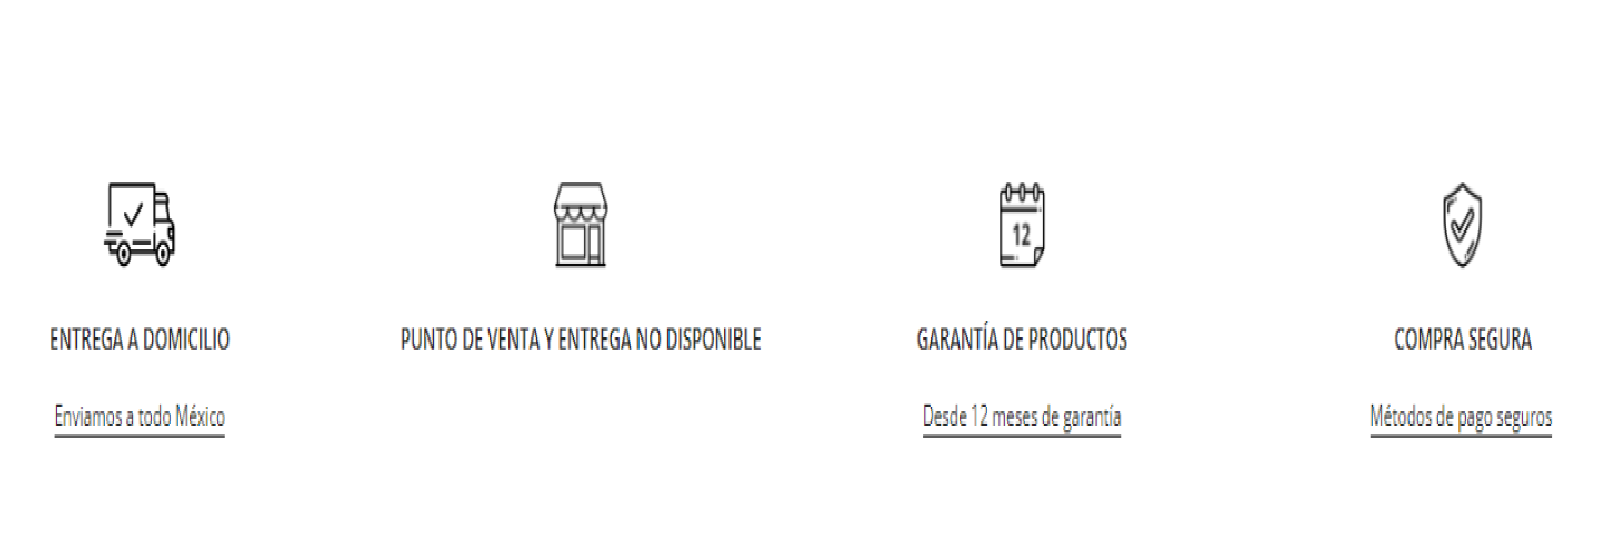 12
ENTREGA A DOMICILIO
PUNTO DE VENTA Y ENTREGA NO DISPONIBLE
GARANTÍA DE PRODUCTOS
COMPRA SEGURA
Enviamos a todo México
Desde 12 meses de garantía
Métodos de pago seguros